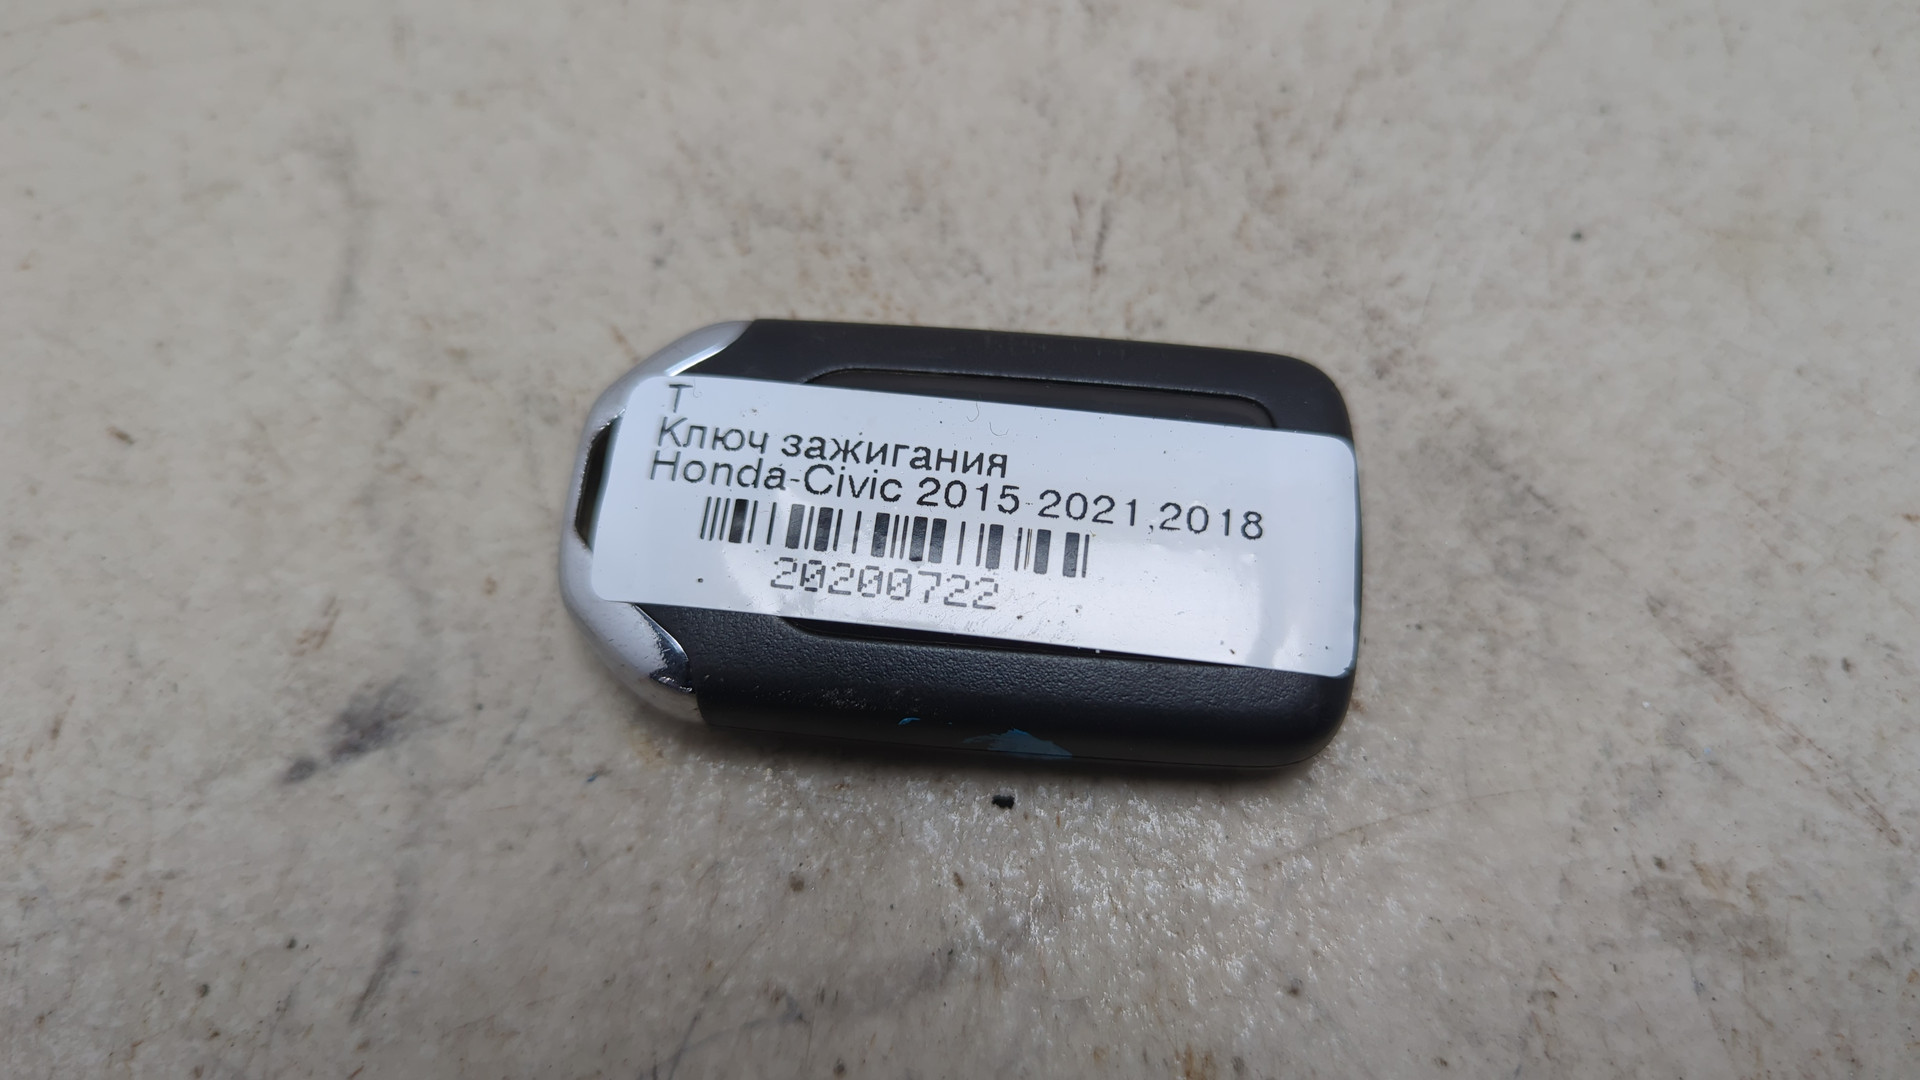 Т
Ключ зажигания
Honda-Civic 2015-2021,2018
20200722